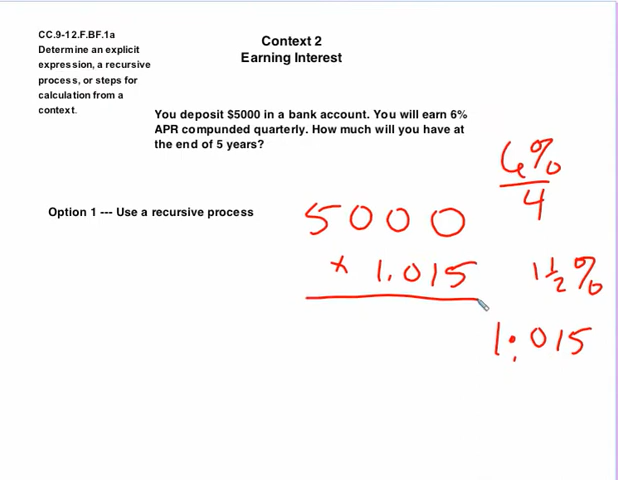 CC.9-12.F.BF.1a
Determine an explicit
expression, a recursive
process, or steps for
calculation from a
context.
Context 2
Earning Interest
You deposit $5000 in a bank account. You will earn 6%
APR compunded quarterly. How much will you have at
the end of 5 years?
6%
4
Option 1 --- Use a recursive process
5000
x 1.015
1 1/2 %
1.015